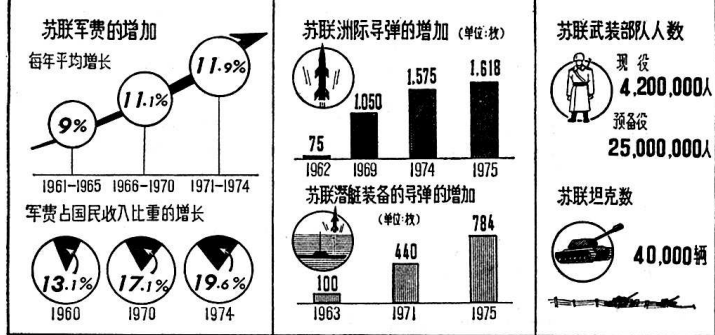 苏联军费的增加
每年平均增长
9%
11.1%
11.9%
1961-1965 1966-1970 1971-1974
军费占国民收入比重的增长
13.1% 17.1% 19.6%
1960 1970 1974
苏联洲际导弹的增加 (单位:枚)
75 1.050 1.575 1.618
1962 1969 1974 1975
苏联潜艇装备的导弹的增加
(单位:枚)
100 440 784
1963 1971 1975
苏联武装部队人数
现役
4,200,000人
预备役
25,000,000人
苏联坦克数
40,000辆